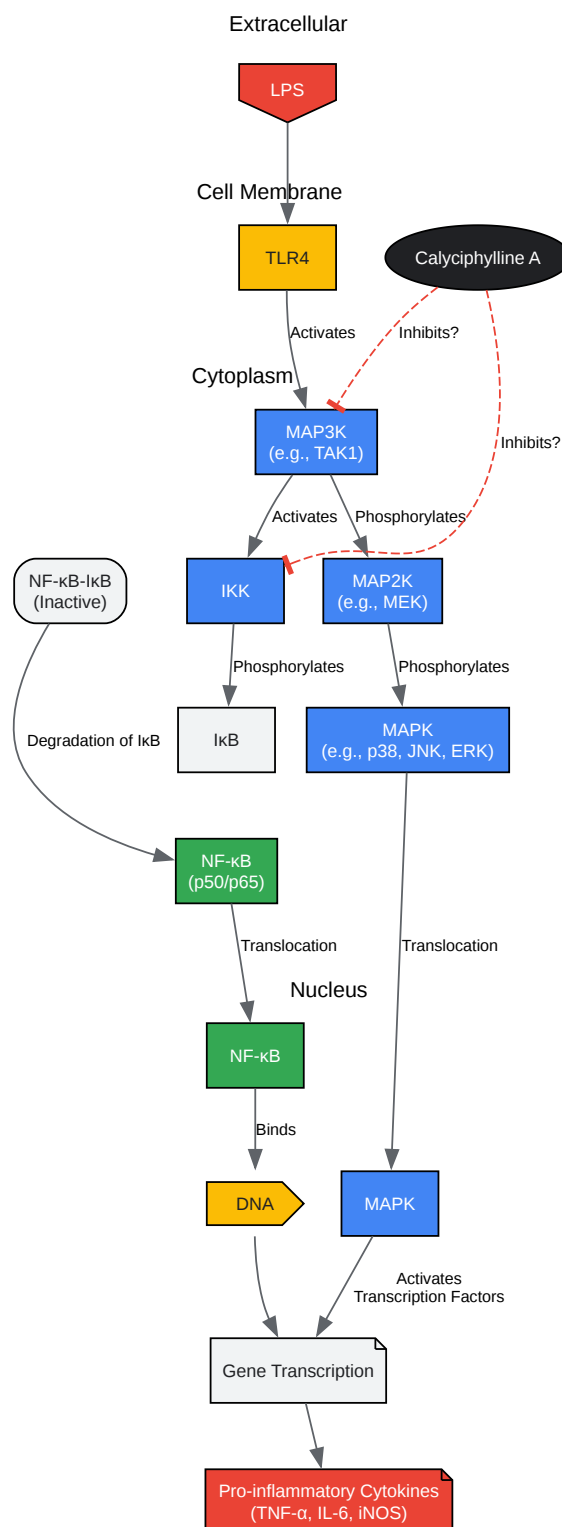 Extracellular
LPS
Cell Membrane
TLR4
Calyciphylline A
Activates
Inhibits?
Cytoplasm
MAP3K
(e.g., TAK1)
Inhibits?
Activates
Phosphorylates
NF-κB-IκB
(Inactive)
IKK
MAP2K
(e.g., MEK)
Phosphorylates
Phosphorylates
Degradation of IκB
IκB
MAPK
(e.g., p38, JNK, ERK)
NF-κB
(p50/p65)
Translocation
Translocation
Nucleus
NF-κB
Binds
DNA
MAPK
Activates
Transcription Factors
Gene Transcription
Pro-inflammatory Cytokines
(TNF-α, IL-6, iNOS)